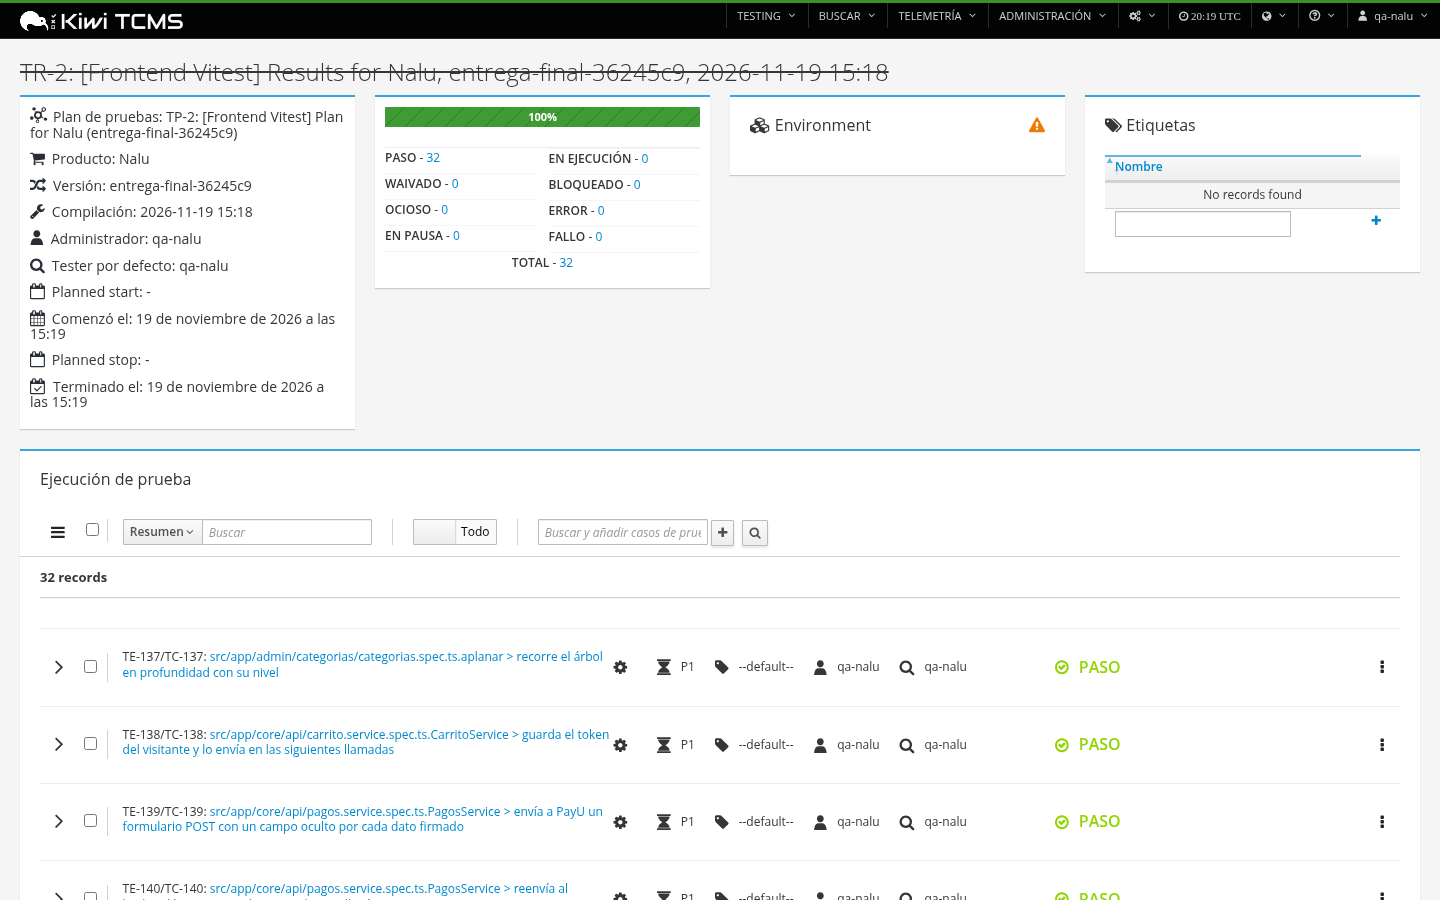 Kiwi TCMS
TESTING
BUSCAR
TELEMETRÍA
ADMINISTRACIÓN
20:19 UTC
qa-nalu
TR-2: [Frontend Vitest] Results for Nalu, entrega-final-36245c9, 2026-11-19 15:18
Plan de pruebas: TP-2: [Frontend Vitest] Plan
for Nalu (entrega-final-36245c9)
Producto: Nalu
Versión: entrega-final-36245c9
Compilación: 2026-11-19 15:18
Administrador: qa-nalu
Tester por defecto: qa-nalu
Planned start: -
Comenzó el: 19 de noviembre de 2026 a las
15:19
Planned stop: -
Terminado el: 19 de noviembre de 2026 a
las 15:19
100%
PASO - 32
EN EJECUCIÓN - 0
WAIVADO - 0
BLOQUEADO - 0
OCIOSO - 0
ERROR - 0
EN PAUSA - 0
FALLO - 0
TOTAL - 32
Environment
Etiquetas
Nombre
No records found
Ejecución de prueba
Resumen
Buscar
Todo
Buscar y añadir casos de prue
32 records
TE-137/TC-137: src/app/admin/categorias/categorias.spec.ts.aplanar > recorre el árbol
en profundidad con su nivel
P1
--default--
qa-nalu
qa-nalu
PASO
TE-138/TC-138: src/app/core/api/carrito.service.spec.ts.CarritoService > guarda el token
del visitante y lo envía en las siguientes llamadas
P1
--default--
qa-nalu
qa-nalu
PASO
TE-139/TC-139: src/app/core/api/pagos.service.spec.ts.PagosService > envía a PayU un
formulario POST con un campo oculto por cada dato firmado
P1
--default--
qa-nalu
qa-nalu
PASO
TE-140/TC-140: src/app/core/api/pagos.service.spec.ts.PagosService > reenvía al
P1
--default--
qa-nalu
qa-nalu
PASO